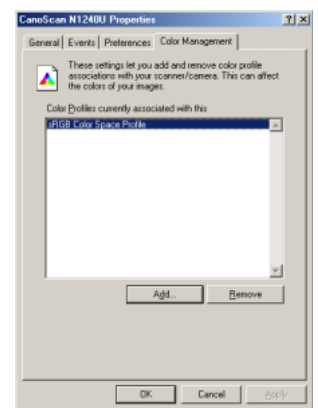 CanoScan N1240U Properties
General Events Preferences Color Management
These settings let you add and remove color profile
associations with your scanner/camera. This can affect
the colors of your images.
Color Profiles currently associated with this
sRGB Color Space Profile
Add... Remove
OK Cancel Apply